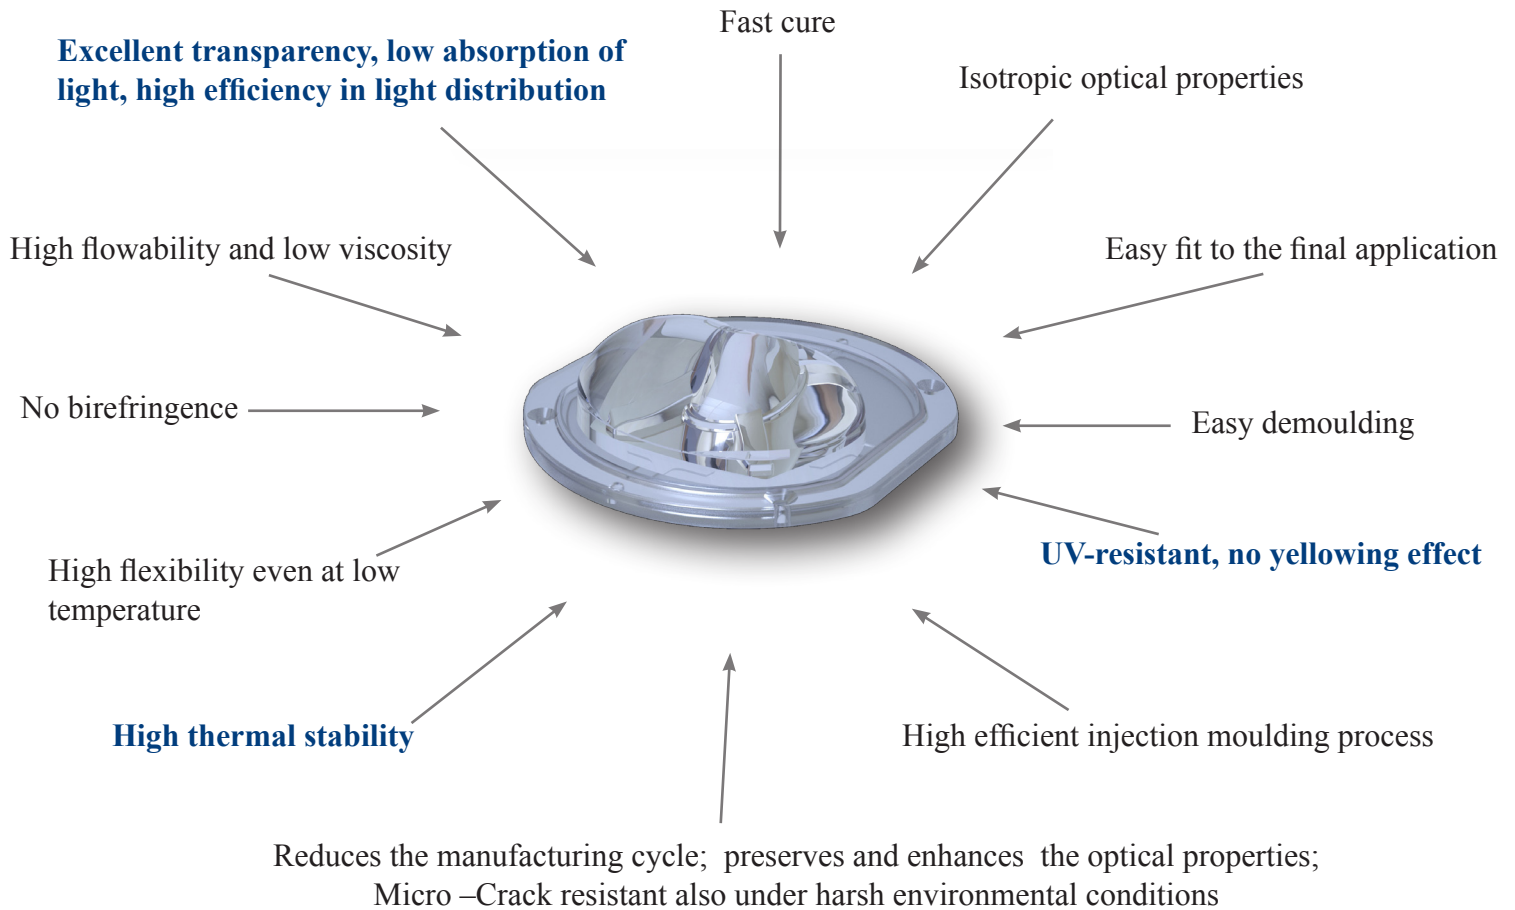 Fast cure
Excellent transparency, low absorption of
light, high efficiency in light distribution
Isotropic optical properties
High flowability and low viscosity
Easy fit to the final application
No birefringence
Easy demoulding
UV-resistant, no yellowing effect
High flexibility even at low
temperature
High thermal stability
High efficient injection moulding process
Reduces the manufacturing cycle;  preserves and enhances  the optical properties;
Micro –Crack resistant also under harsh environmental conditions